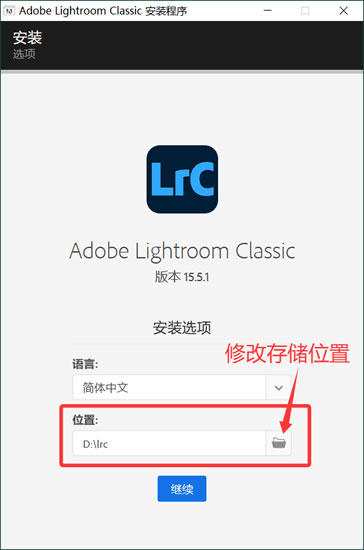 Adobe Lightroom Classic 安装程序
安装
选项
LrC
Adobe Lightroom Classic
版本 15.5.1
安装选项
修改存储位置
语言:
简体中文
位置:
D:\lrc
继续